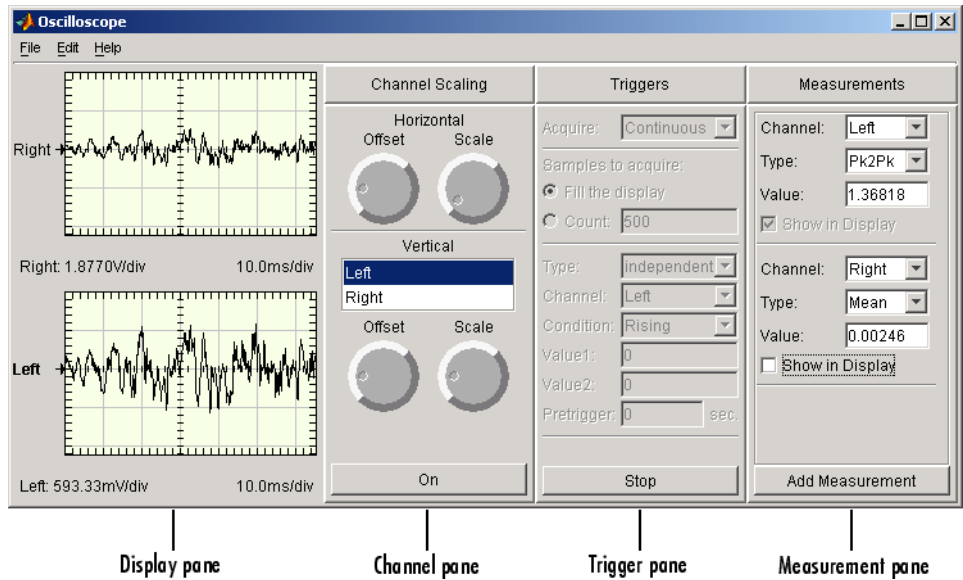 Oscilloscope
File Edit Help
Right
Right: 1.8770V/div 10.0ms/div
Left
Left: 593.33mV/div 10.0ms/div
Channel Scaling
Horizontal
Offset Scale
Vertical
Left
Right
Offset Scale
On
Triggers
Acquire: Continuous
Samples to acquire:
Fill the display
Count: 500
Type: independent
Channel: Left
Condition: Rising
Value1: 0
Value2: 0
Pretrigger: 0 sec.
Stop
Measurements
Channel: Left
Type: Pk2Pk
Value: 1.36818
Show in Display
Channel: Right
Type: Mean
Value: 0.00246
Show in Display
Add Measurement
Display pane
Channel pane
Trigger pane
Measurement pane